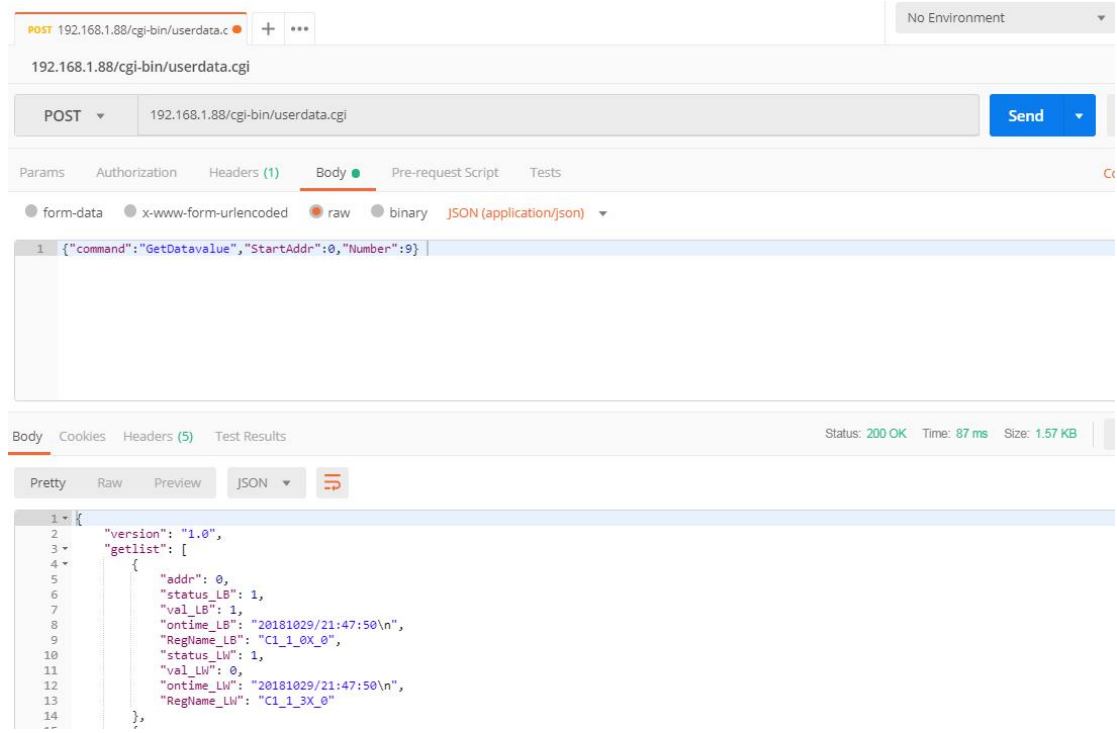 POST 192.168.1.88/cgi-bin/userdata.c
No Environment
192.168.1.88/cgi-bin/userdata.cgi
POST 192.168.1.88/cgi-bin/userdata.cgi Send
Params Authorization Headers (1) Body Pre-request Script Tests
form-data x-www-form-urlencoded raw binary JSON (application/json)
1 {"command":"GetDatavalue","StartAddr":0,"Number":9}
Body Cookies Headers (5) Test Results Status: 200 OK Time: 87 ms Size: 1.57 KB
Pretty Raw Preview JSON
1 {
2 "version": "1.0",
3 "getlist": [
4 {
5 "addr": 0,
6 "status_LB": 1,
7 "val_LB": 1,
8 "ontime_LB": "20181029/21:47:50\n",
9 "RegName_LB": "C1_1_0X_0",
10 "status_LW": 1,
11 "val_LW": 0,
12 "ontime_LW": "20181029/21:47:50\n",
13 "RegName_LW": "C1_1_3X_0"
14 },